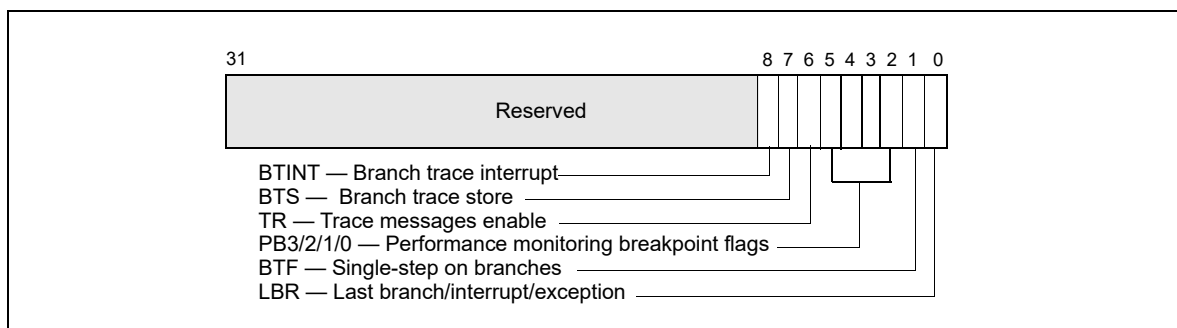 31 8 7 6 5 4 3 2 1 0
Reserved
BTINT — Branch trace interrupt
BTS — Branch trace store
TR — Trace messages enable
PB3/2/1/0 — Performance monitoring breakpoint flags
BTF — Single-step on branches
LBR — Last branch/interrupt/exception